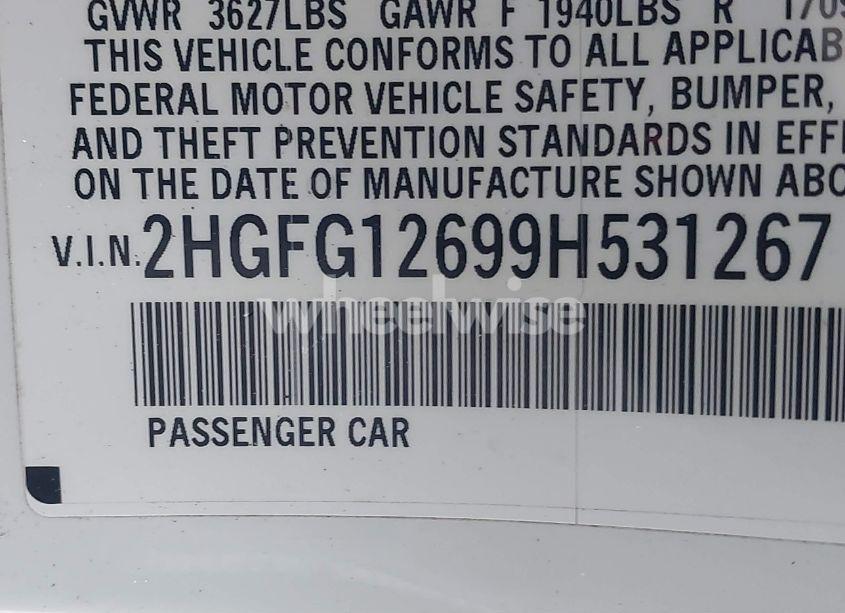 GVWR 3627LBS GAWR F 1940LBS R
THIS VEHICLE CONFORMS TO ALL APPLICAB
FEDERAL MOTOR VEHICLE SAFETY, BUMPER,
AND THEFT PREVENTION STANDARDS IN EFFE
ON THE DATE OF MANUFACTURE SHOWN ABO
V.I.N. 2HGFG12699H531267
wheelwise
PASSENGER CAR